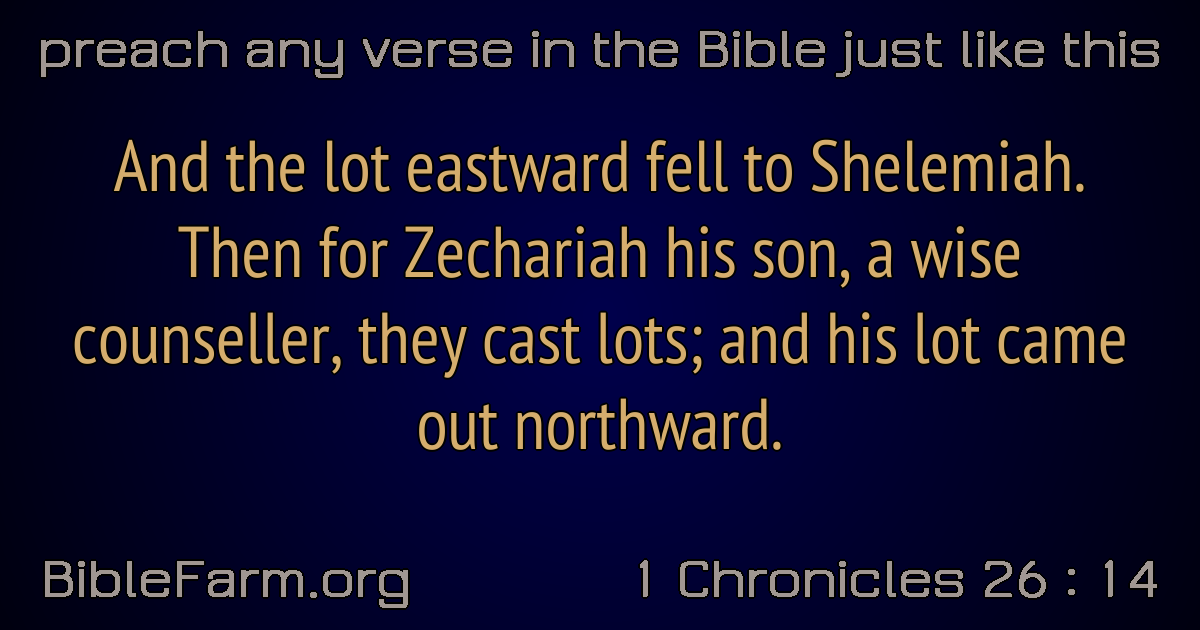 preach any verse in the Bible just like this
And the lot eastward fell to Shelemiah.
Then for Zechariah his son, a wise
counseller, they cast lots; and his lot came
out northward.
BibleFarm.org
1 Chronicles 26 : 14